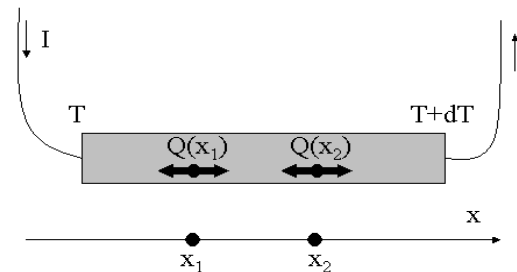 I
T T+dT
Q(x₁) Q(x₂)
x
x₁ x₂